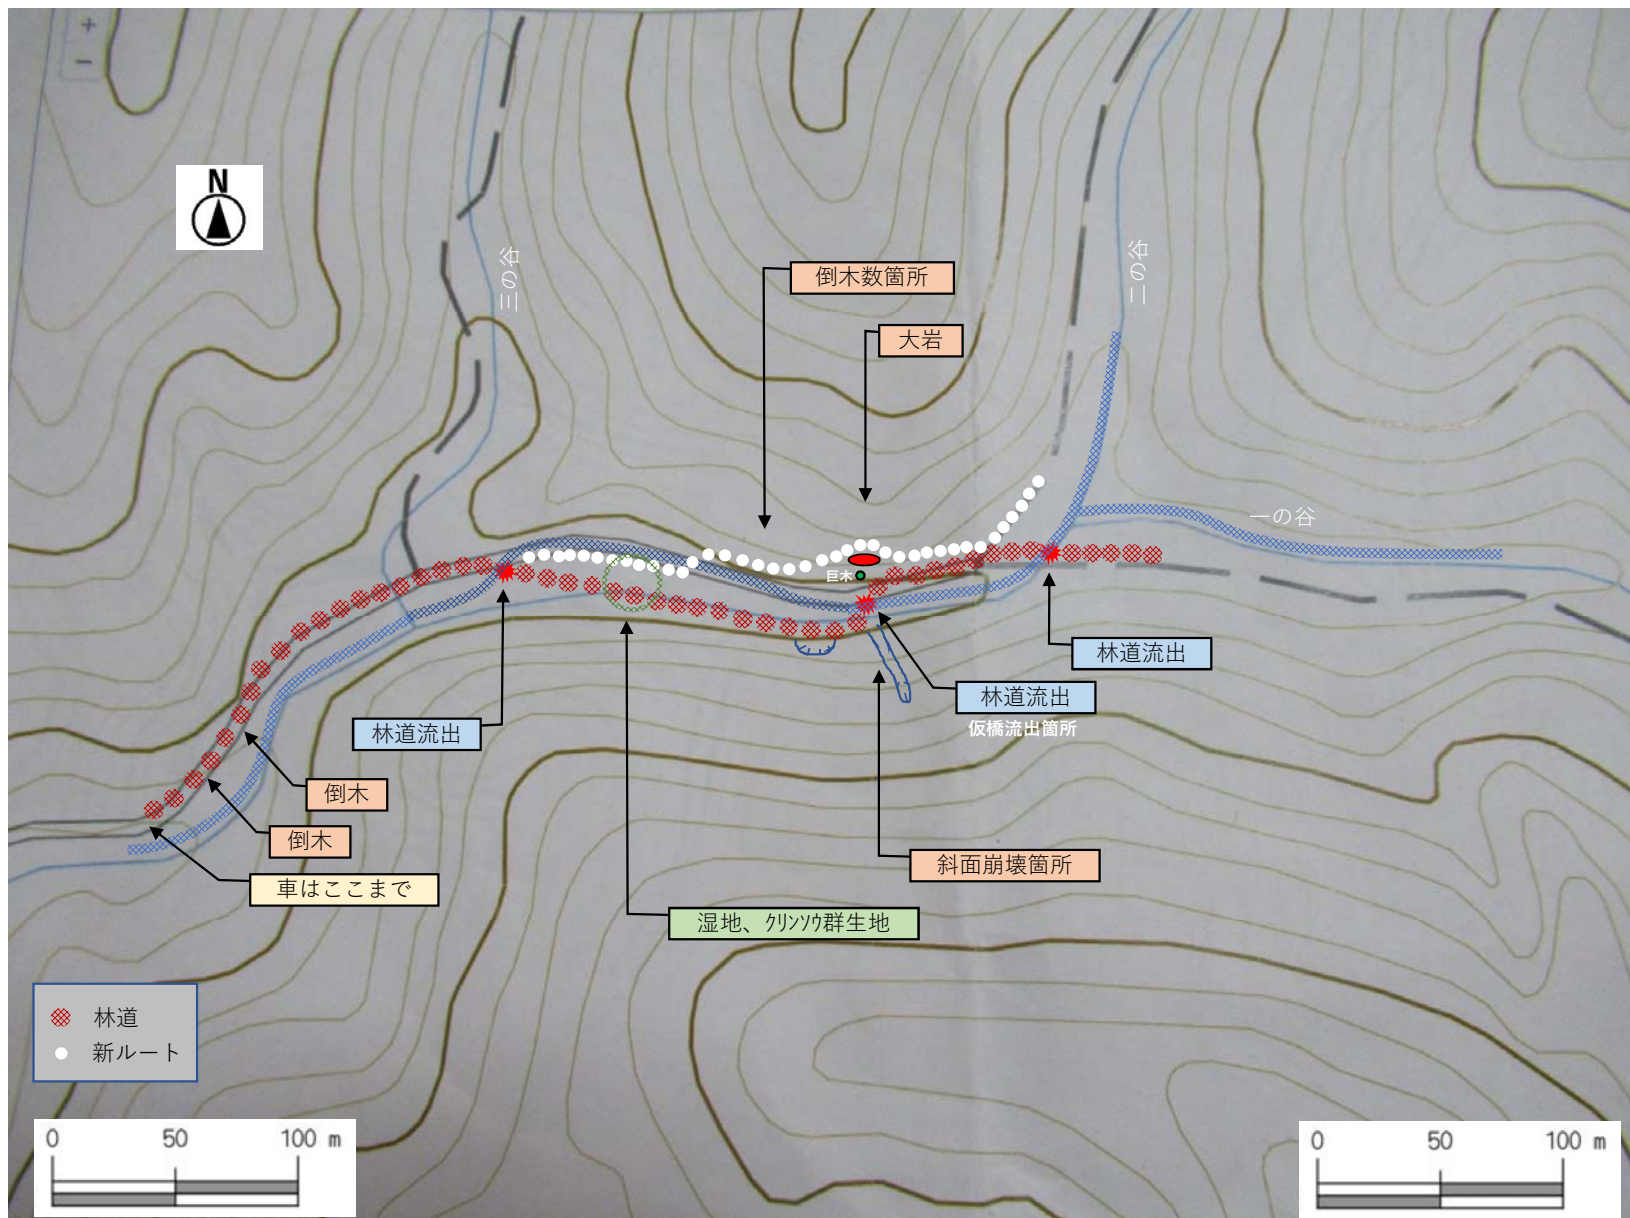 +
−
N
三の谷
二の谷
倒木数箇所
大岩
一の谷
巨木
林道流出
林道流出
仮橋流出箇所
林道流出
倒木
倒木
斜面崩壊箇所
車はここまで
湿地、ｸﾘﾝｿｳ群生地
林道
新ルート
0 50 100 m
0 50 100 m